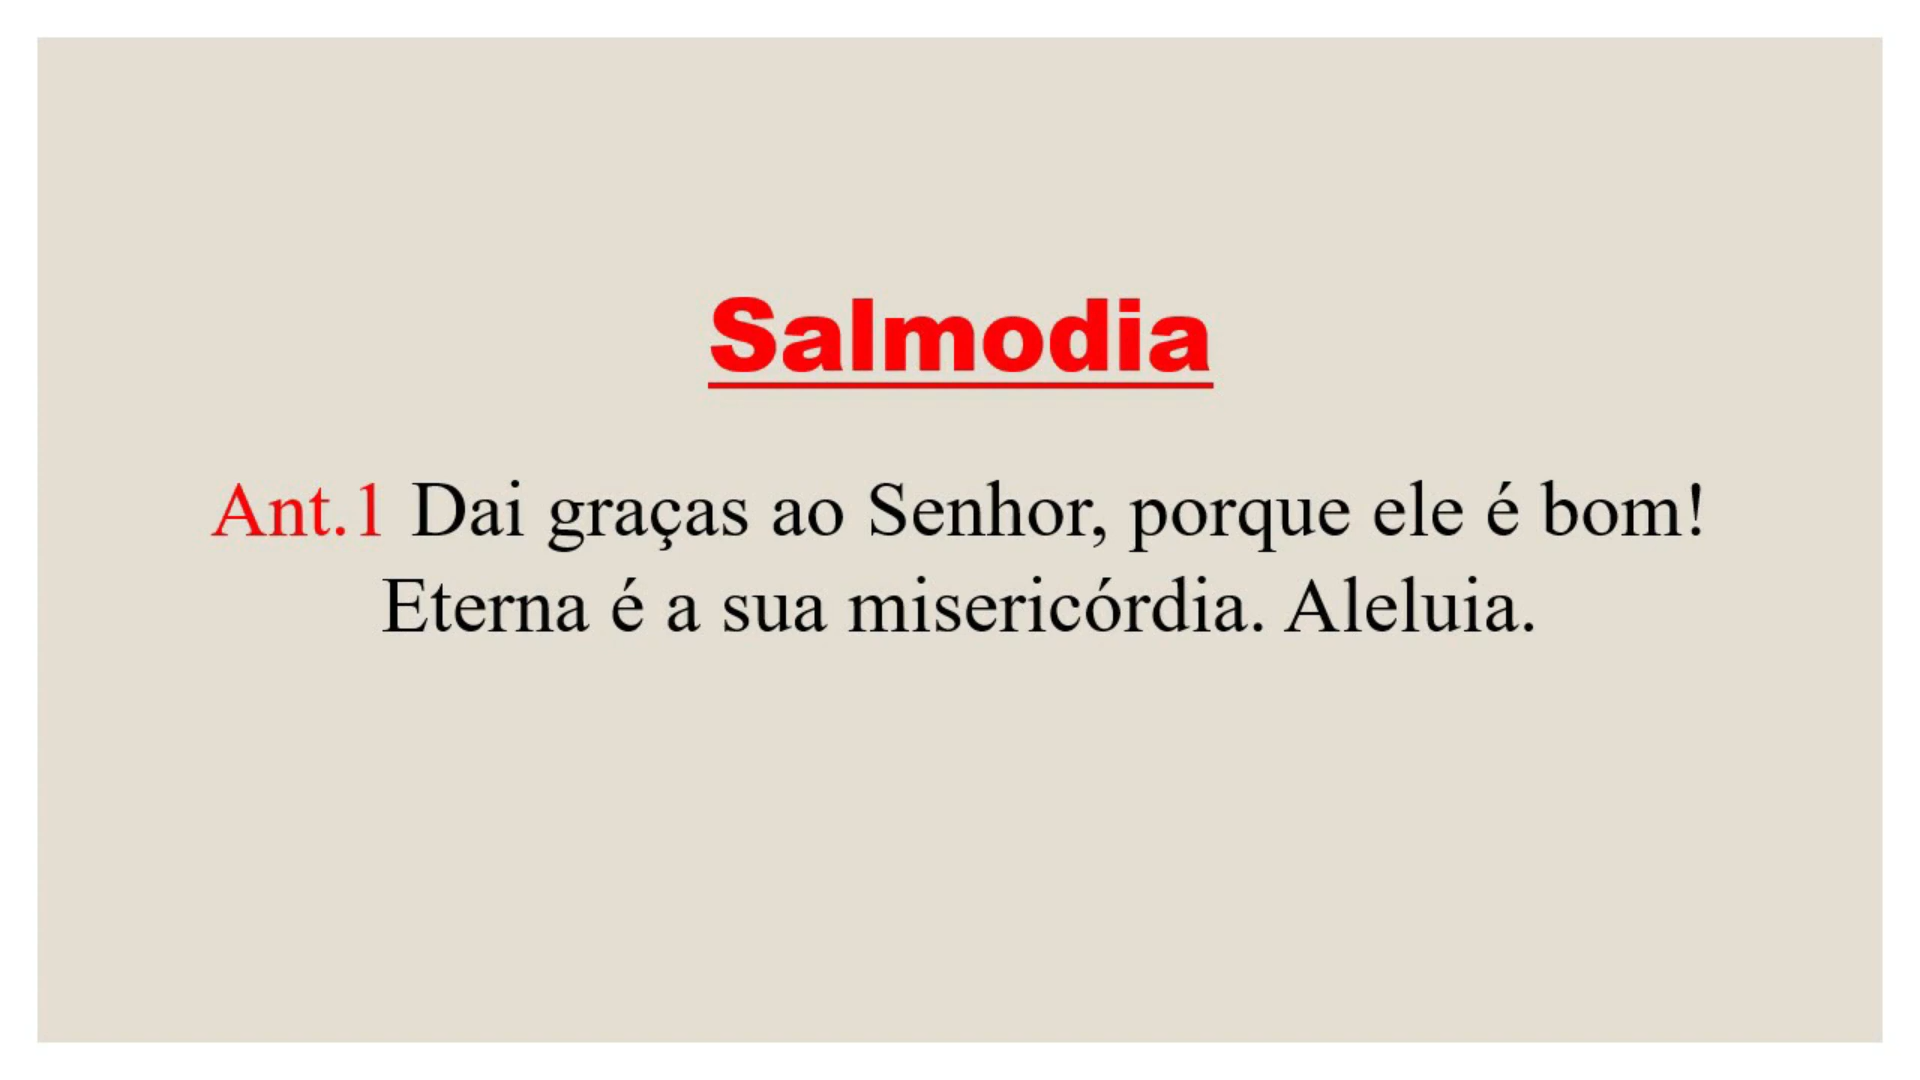 Salmodia
Ant.1 Dai graças ao Senhor, porque ele é bom!
Eterna é a sua misericórdia. Aleluia.